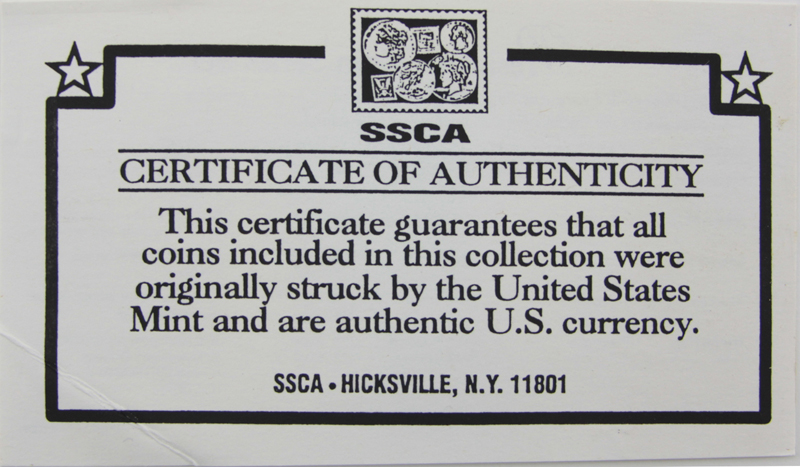 SSCA
CERTIFICATE OF AUTHENTICITY
This certificate guarantees that all
coins included in this collection were
originally struck by the United States
Mint and are authentic U.S. currency.
SSCA • HICKSVILLE, N.Y. 11801